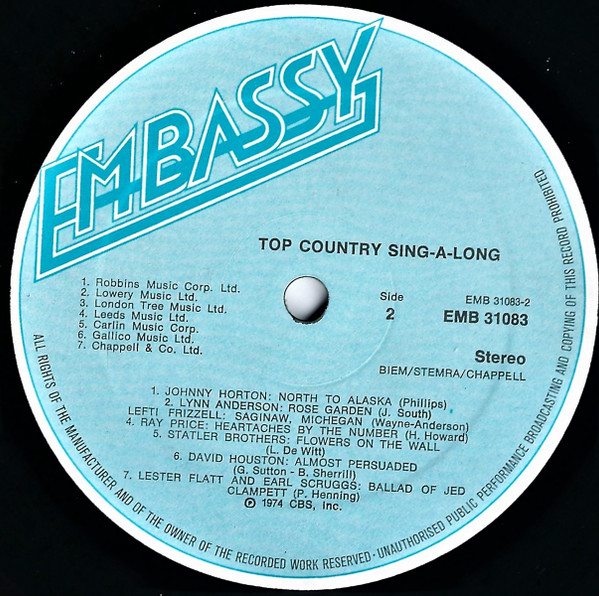 EMBASSY
TOP COUNTRY SING-A-LONG
1. Robbins Music Corp. Ltd.
2. Lowery Music Ltd.
3. London Tree Music Ltd.
4. Leeds Music Ltd.
5. Carlin Music Corp.
6. Gallico Music Ltd.
7. Chappell & Co. Ltd.
Side
2
EMB 31083-2
EMB 31083
Stereo
BIEM/STEMRA/CHAPPELL
1. JOHNNY HORTON: NORTH TO ALASKA (Phillips)
2. LYNN ANDERSON: ROSE GARDEN (J. South)
LEFTI FRIZZELL: SAGINAW, MICHEGAN (Wayne-Anderson)
4. RAY PRICE: HEARTACHES BY THE NUMBER (H. Howard)
5. STATLER BROTHERS: FLOWERS ON THE WALL
(L. De Witt)
6. DAVID HOUSTON: ALMOST PERSUADED
(G. Sutton - B. Sherrill)
7. LESTER FLATT AND EARL SCRUGGS: BALLAD OF JED
CLAMPETT (P. Henning)
℗ 1974 CBS, Inc.
ALL RIGHTS OF THE MANUFACTURER AND OF THE OWNER OF THE RECORDED WORK RESERVED · UNAUTHORISED PUBLIC PERFORMANCE BROADCASTING AND COPYING OF THIS RECORD PROHIBITED